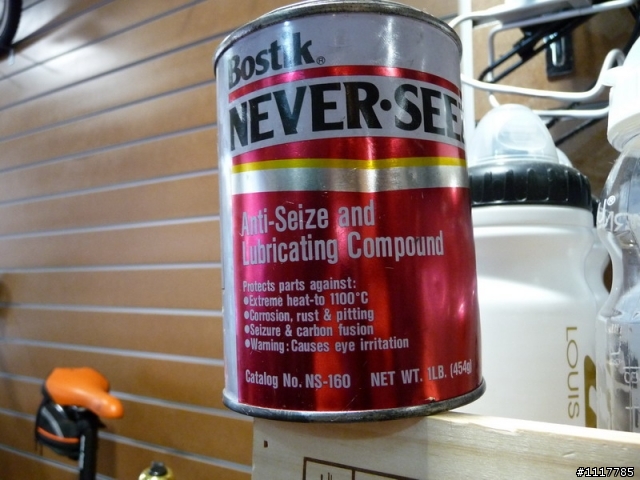 Bostik®
NEVER·SEE
Anti-Seize and
Lubricating Compound
Protects parts against:
•Extreme heat-to 1100°C
•Corrosion, rust & pitting
•Seizure & carbon fusion
•Warning: Causes eye irritation
Catalog No. NS-160 NET WT. 1LB. (454g)
LOUIS
#1117785